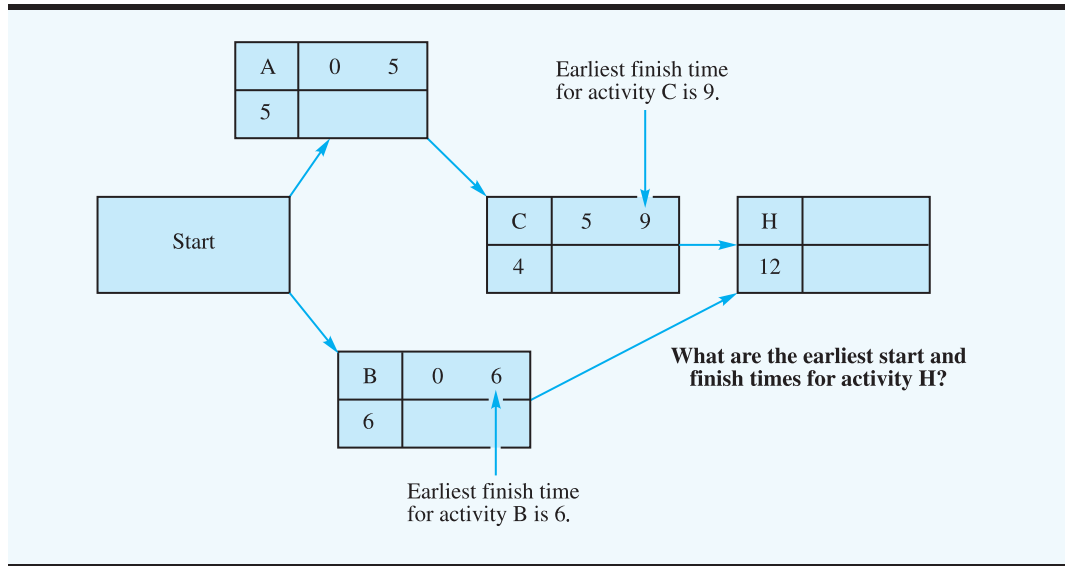 A 0 5
5
Earliest finish time
for activity C is 9.
Start
C 5 9
4
H
12
What are the earliest start and
finish times for activity H?
B 0 6
6
Earliest finish time
for activity B is 6.